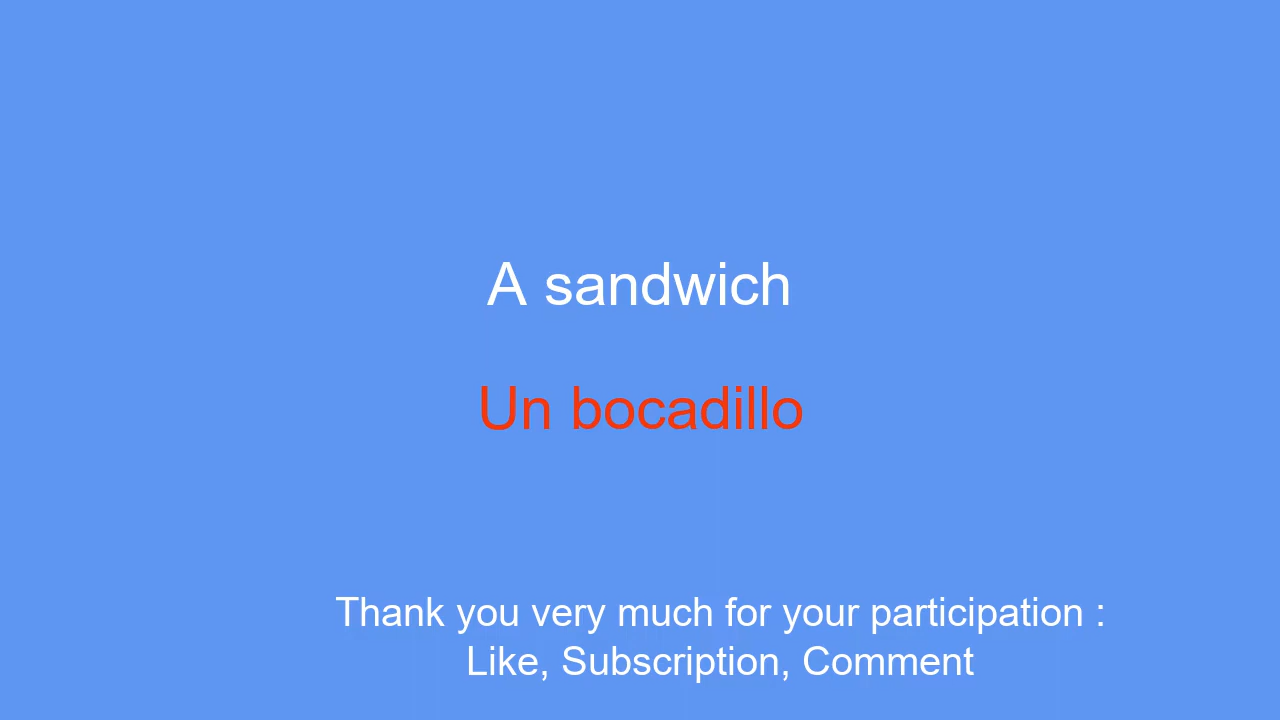 A sandwich
Un bocadillo
Thank you very much for your participation :
Like, Subscription, Comment